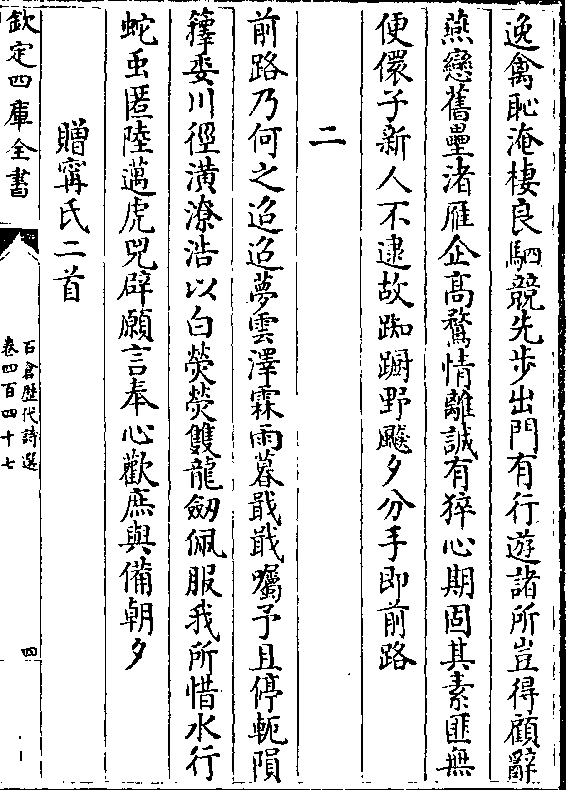 逸禽恥淹棲良駟競先步出門有行遊諸所豈得顧辭
燕戀舊壘渚雁企高騖情離誠有猝心期固其素匪無
便儇子新人不逮故踟躕野飈夕分手即前路
二
前路乃何之迢迢夢雲澤霖雨暮戢戢囑予且停軛隕
籜委川徑潢潦浩以白熒熒雙龍劒佩服我所惜水行
蛇䖝匿陸邁虎兕辟願言奉心歡庶與備朝夕
贈甯氏二首
欽定四庫全書
石倉歴代詩選
卷四百四十七
四